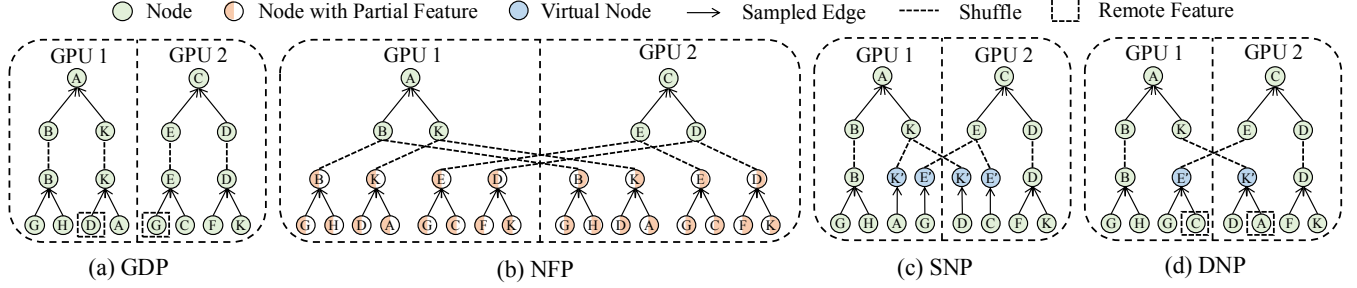 Node Node with Partial Feature Virtual Node Sampled Edge Shuffle Remote Feature
GPU 1 GPU 2
A C
B K E D
B K E D
G H D A G C F K
(a) GDP
GPU 1 GPU 2
A C
B K E D
B K E D B K E D
G H D A G C F K G H D A G C F K
(b) NFP
GPU 1 GPU 2
A C
B K E D
B K' E' K' E' D
G H A G D C F K
(c) SNP
GPU 1 GPU 2
A C
B K E D
B E' K' D
G H G C D A F K
(d) DNP